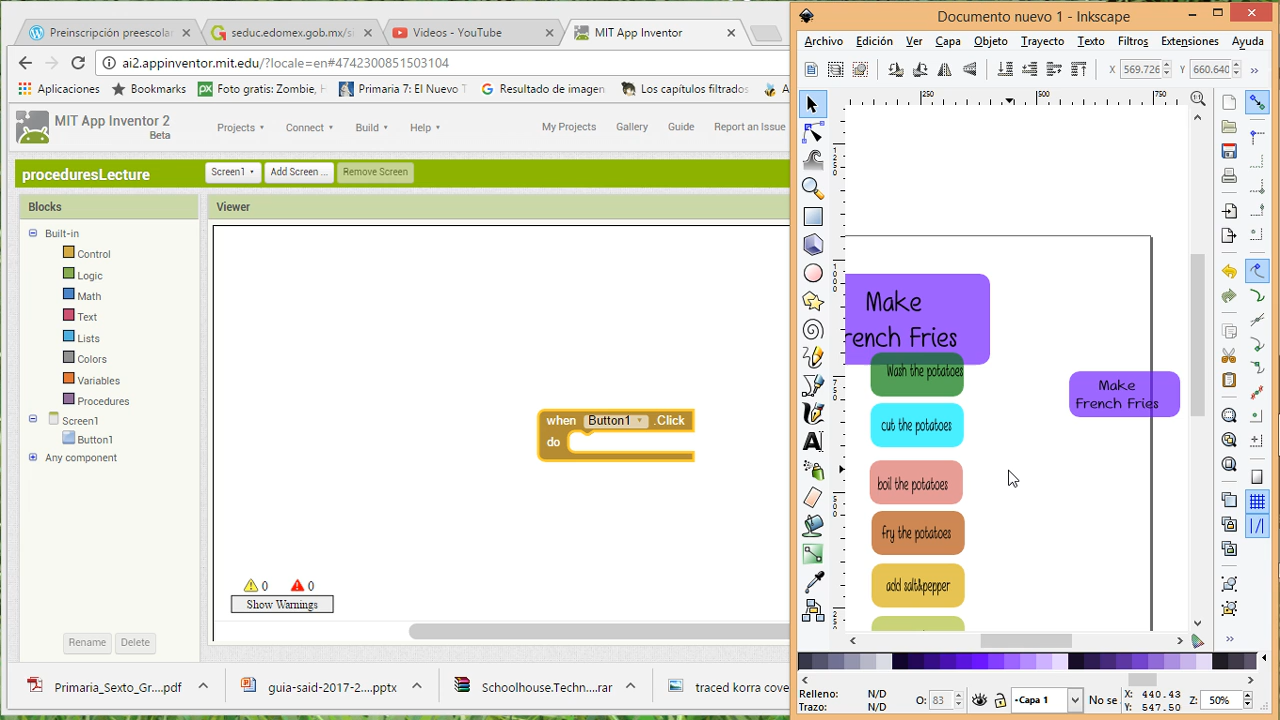 Preinscripción preescola
seduc.edomex.gob.mx/si
Videos - YouTube
MIT App Inventor
ai2.appinventor.mit.edu/?locale=en#4742300851503104
Aplicaciones
Bookmarks
Foto gratis: Zombie, H
Primaria 7: El Nuevo T
Resultado de imagen
Los capítulos filtrados
MIT App Inventor 2
Beta
Projects
Connect
Build
Help
My Projects
Gallery
Guide
Report an Issue
proceduresLecture
Screen1
Add Screen ...
Remove Screen
Blocks
Viewer
Built-in
Control
Logic
Math
Text
Lists
Colors
Variables
Procedures
Screen1
Button1
Any component
when Button1 .Click
do
0
0
Show Warnings
Rename
Delete
Primaria_Sexto_Gr....pdf
guia-said-2017-2....pptx
Schoolhouse.Techn....rar
traced korra cove
Documento nuevo 1 - Inkscape
Archivo
Edición
Ver
Capa
Objeto
Trayecto
Texto
Filtros
Extensiones
Ayuda
X 569.726
Y 660.640
250
500
750
Make
rench Fries
Wash the potatoes
cut the potatoes
boil the potatoes
fry the potatoes
add salt&pepper
Make
French Fries
Relleno: N/D
Trazo: N/D
O: 83
Capa 1
No se
X: 440.43
Y: 547.50
Z: 50%